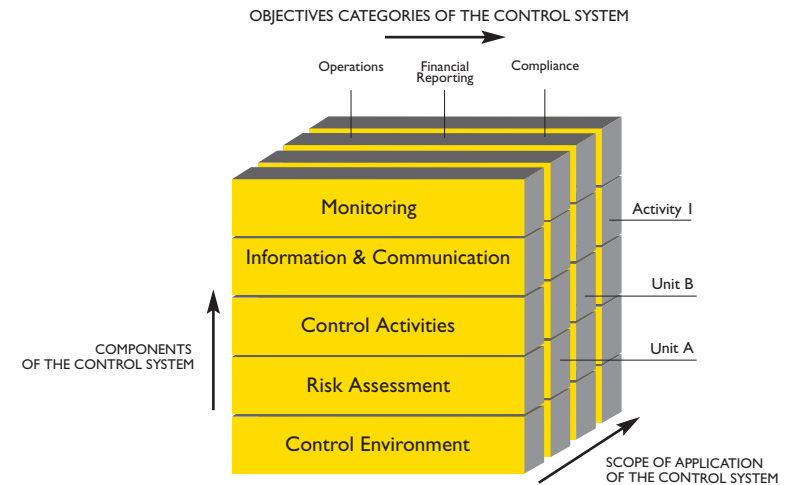 OBJECTIVES CATEGORIES OF THE CONTROL SYSTEM
Operations
Financial
Reporting
Compliance
Monitoring
Information & Communication
Control Activities
Risk Assessment
Control Environment
Activity 1
Unit B
Unit A
COMPONENTS
OF THE CONTROL SYSTEM
SCOPE OF APPLICATION
OF THE CONTROL SYSTEM